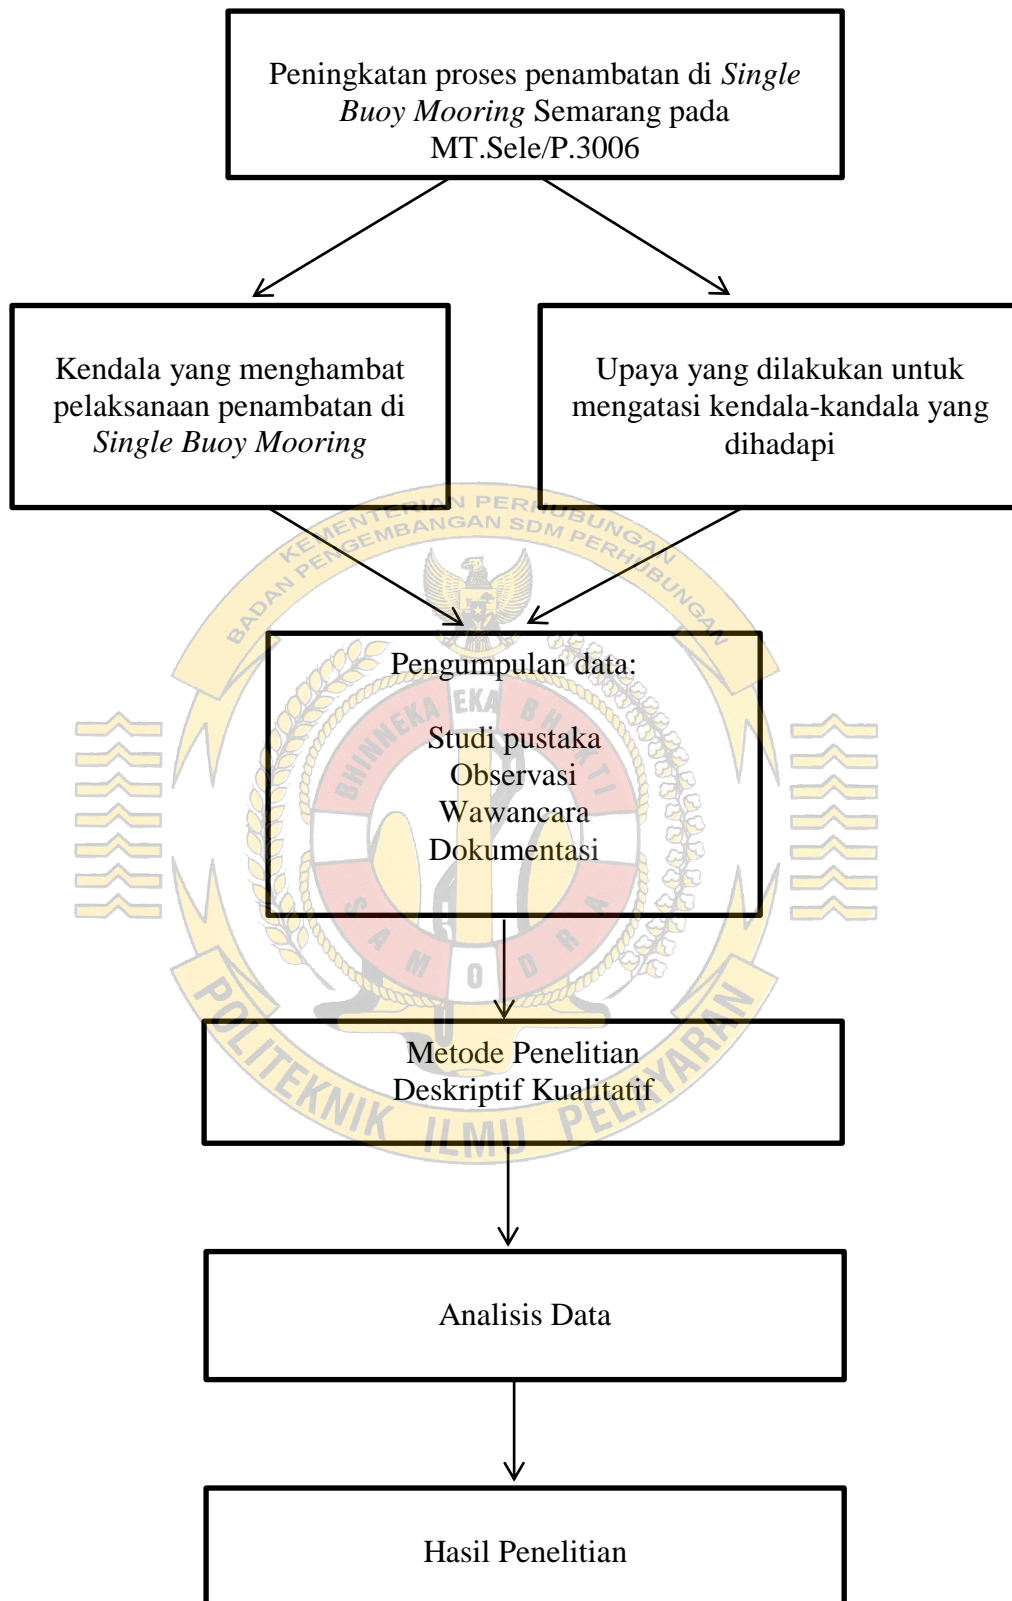 Peningkatan proses penambatan di Single
Buoy Mooring Semarang pada
MT.Sele/P.3006
Kendala yang menghambat
pelaksanaan penambatan di
Single Buoy Mooring
Upaya yang dilakukan untuk
mengatasi kendala-kandala yang
dihadapi
KEMENTERIAN PERHUBUNGAN
BADAN PENGEMBANGAN SDM PERHUBUNGAN
Pengumpulan data:
BHINNEKA EKA BHAKTI
Studi pustaka
Observasi
Wawancara
Dokumentasi
SAMODRA
Metode Penelitian
Deskriptif Kualitatif
POLITEKNIK ILMU PELAYARAN
Analisis Data
Hasil Penelitian